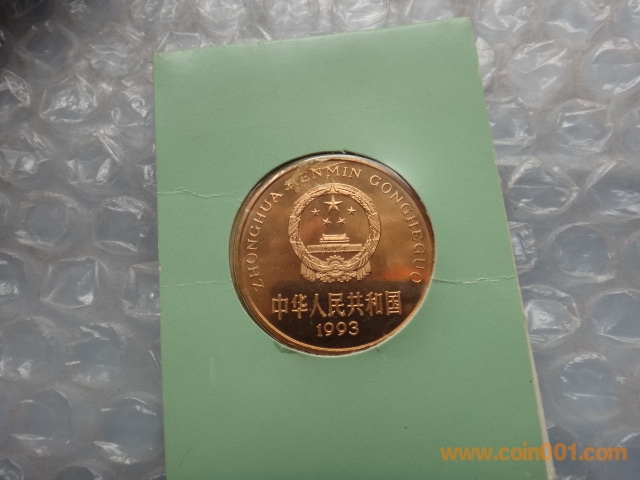 ZHONGHUA RENMIN GONGHEGUO
中华人民共和国
1993
www.coin001.com